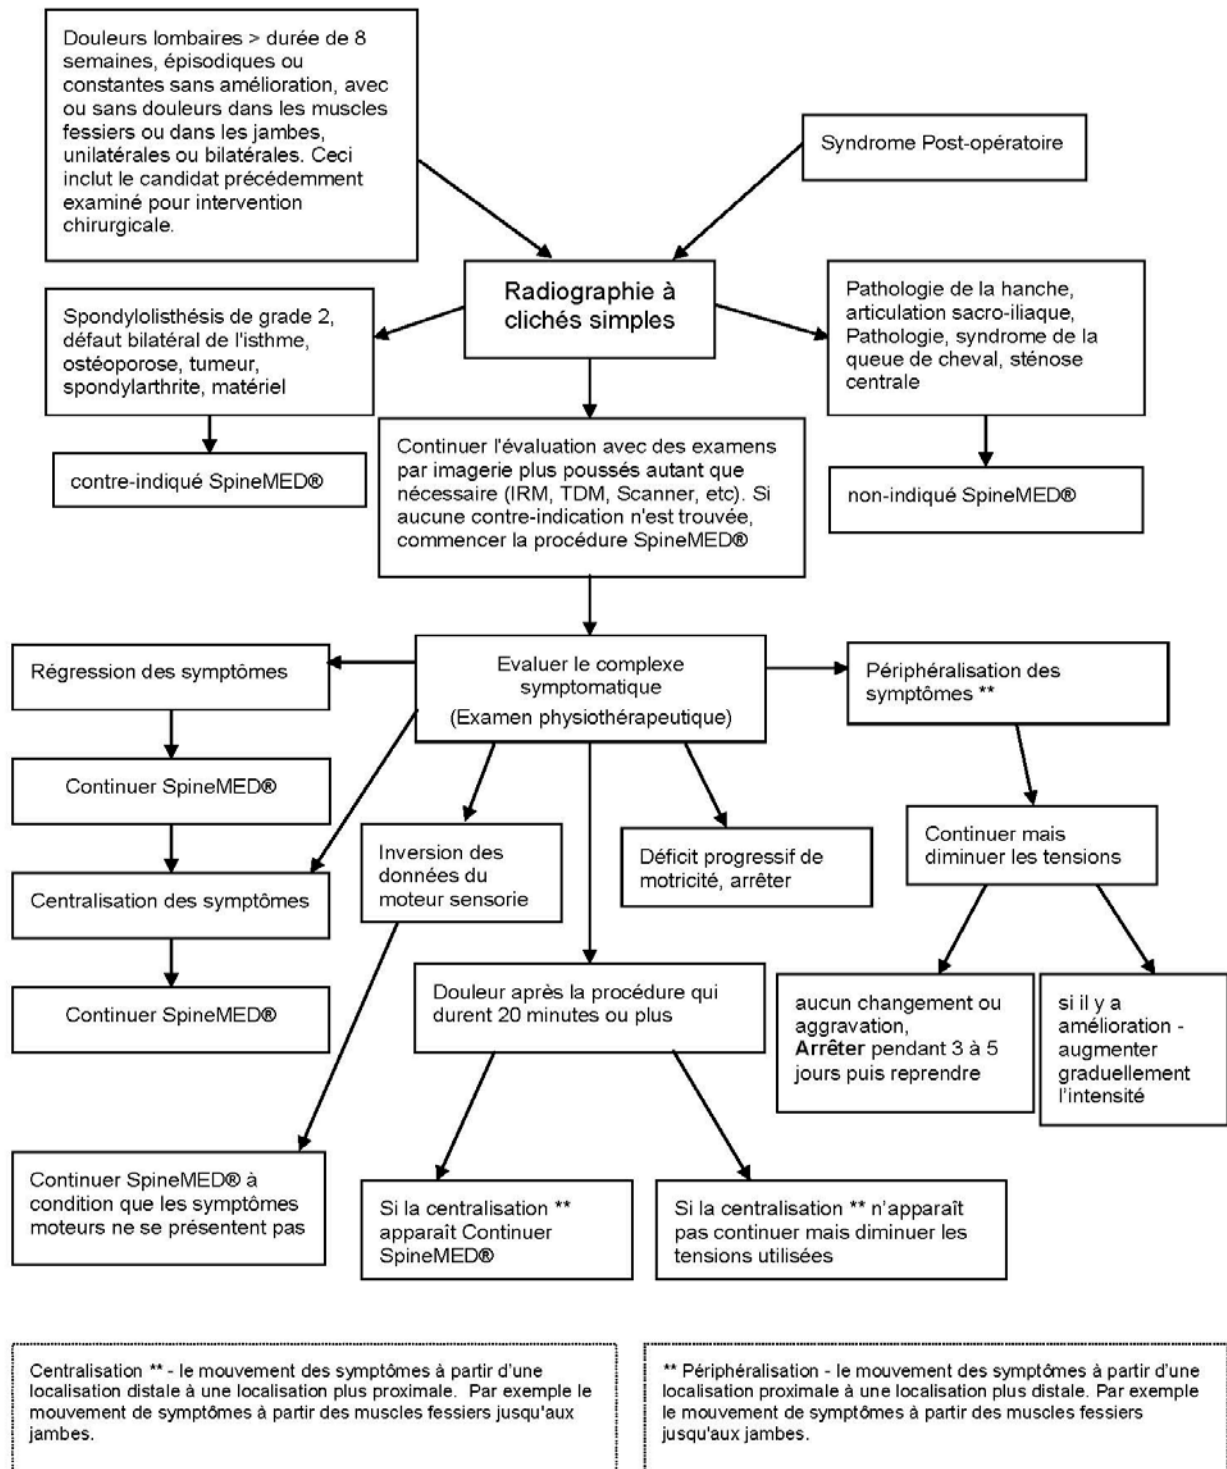 Douleurs lombaires > durée de 8
semaines, épisodiques ou
constantes sans amélioration, avec
ou sans douleurs dans les muscles
fessiers ou dans les jambes,
unilatérales ou bilatérales. Ceci
inclut le candidat précédemment
examiné pour intervention
chirurgicale.
Syndrome Post-opératoire
Radiographie à
clichés simples
Spondylolisthésis de grade 2,
défaut bilatéral de l'isthme,
ostéoporose, tumeur,
spondylarthrite, matériel
Pathologie de la hanche,
articulation sacro-iliaque,
Pathologie, syndrome de la
queue de cheval, sténose
centrale
contre-indiqué SpineMED®
Continuer l'évaluation avec des examens
par imagerie plus poussés autant que
nécessaire (IRM, TDM, Scanner, etc). Si
aucune contre-indication n'est trouvée,
commencer la procédure SpineMED®
non-indiqué SpineMED®
Régression des symptômes
Evaluer le complexe
symptomatique
(Examen physiothérapeutique)
Périphéralisation des
symptômes **
Continuer SpineMED®
Centralisation des symptômes
Continuer SpineMED®
Inversion des
données du
moteur sensorie
Déficit progressif de
motricité, arrêter
Continuer mais
diminuer les tensions
Douleur après la procédure qui
durent 20 minutes ou plus
aucun changement ou
aggravation,
Arrêter pendant 3 à 5
jours puis reprendre
si il y a
amélioration -
augmenter
graduellement
l'intensité
Continuer SpineMED® à
condition que les symptômes
moteurs ne se présentent pas
Si la centralisation **
apparaît Continuer
SpineMED®
Si la centralisation ** n'apparaît
pas continuer mais diminuer les
tensions utilisées
Centralisation ** - le mouvement des symptômes à partir d'une
localisation distale à une localisation plus proximale. Par exemple le
mouvement de symptômes à partir des muscles fessiers jusqu'aux
jambes.
** Périphéralisation - le mouvement des symptômes à partir d'une
localisation proximale à une localisation plus distale. Par exemple
le mouvement de symptômes à partir des muscles fessiers
jusqu'aux jambes.